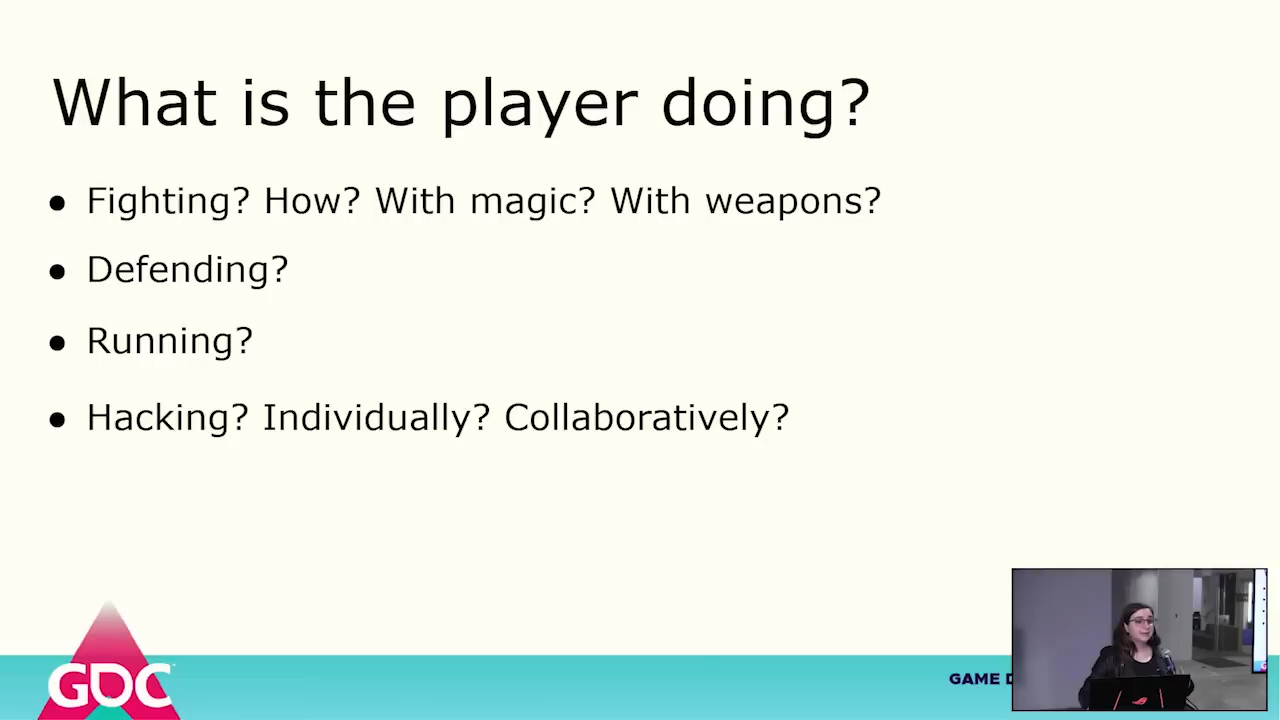 What is the player doing?
● Fighting? How? With magic? With weapons?
● Defending?
● Running?
● Hacking? Individually? Collaboratively?
GDC
GAME D